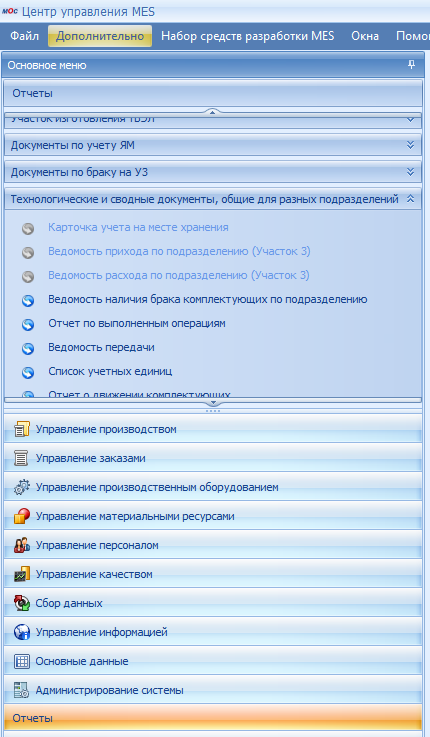 МОС Центр управления MES
Файл Дополнительно Набор средств разработки MES Окна Помо
Основное меню
Отчеты
Участок изготовления ТВЭЛ
Документы по учету ЯМ
Документы по браку на УЗ
Технологические и сводные документы, общие для разных подразделений
Карточка учета на месте хранения
Ведомость прихода по подразделению (Участок 3)
Ведомость расхода по подразделению (Участок 3)
Ведомость наличия брака комплектующих по подразделению
Отчет по выполненным операциям
Ведомость передачи
Список учетных единиц
Отчет о движении комплектующих
Управление производством
Управление заказами
Управление производственным оборудованием
Управление материальными ресурсами
Управление персоналом
Управление качеством
Сбор данных
Управление информацией
Основные данные
Администрирование системы
Отчеты